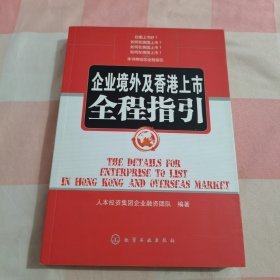 企业境外及香港上市
全程指引
THE DETAILS FOR
ENTERPRISE TO LIST
IN HONG KONG AND OVERSEAS MARKET
人本投资集团企业融资团队 编著
化学工业出版社